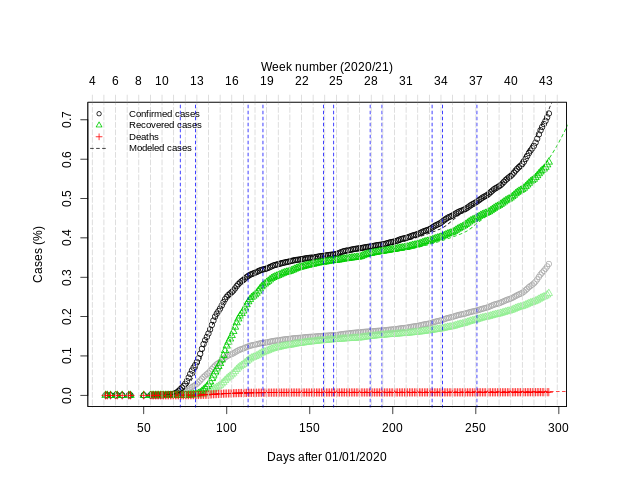 Week number (2020/21)
4 6 8 10 13 16 19 22 25 28 31 34 37 40 43
Confirmed cases
Recovered cases
Deaths
Modeled cases
Cases (%)
0.7
0.6
0.5
0.4
0.3
0.2
0.1
0.0
50 100 150 200 250 300
Days after 01/01/2020